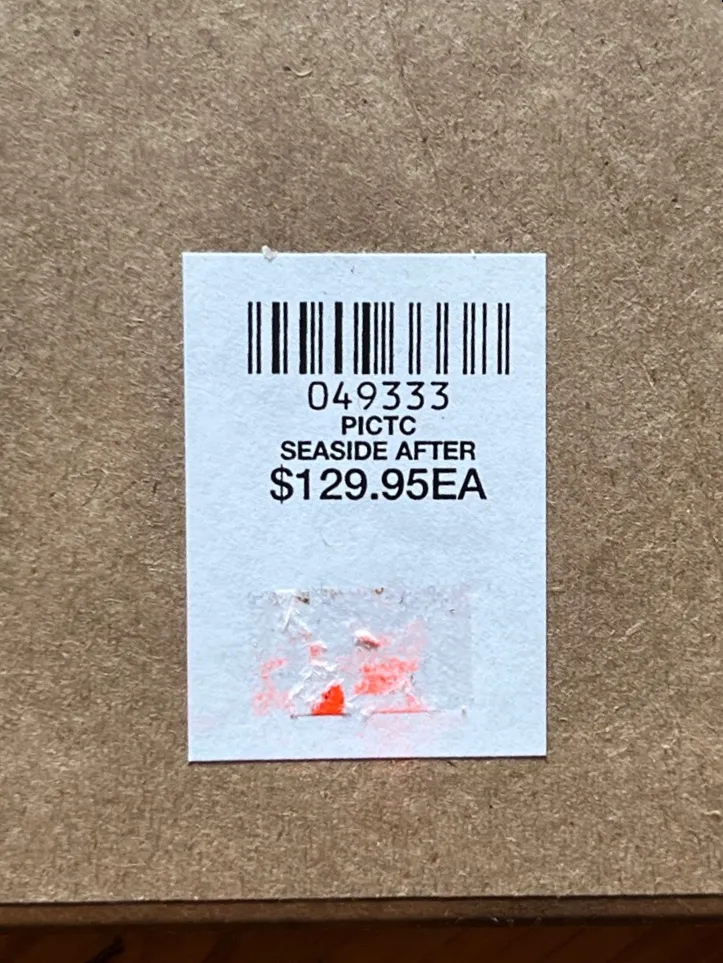 049333
PICTC
SEASIDE AFTER
$129.95EA